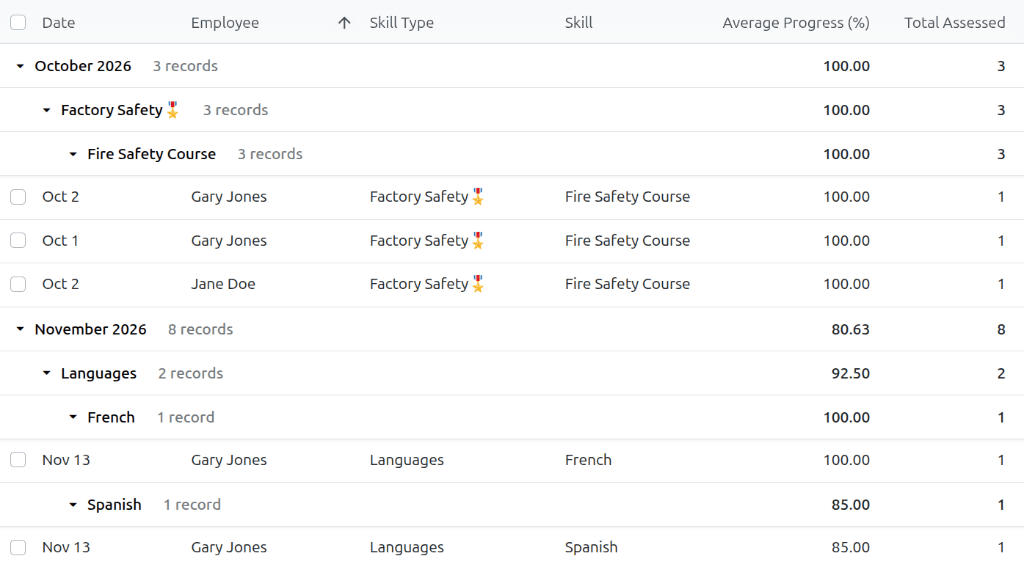 Date Employee Skill Type Skill Average Progress (%) Total Assessed
October 2026 3 records 100.00 3
Factory Safety🎖️ 3 records 100.00 3
Fire Safety Course 3 records 100.00 3
Oct 2 Gary Jones Factory Safety🎖️ Fire Safety Course 100.00 1
Oct 1 Gary Jones Factory Safety🎖️ Fire Safety Course 100.00 1
Oct 2 Jane Doe Factory Safety🎖️ Fire Safety Course 100.00 1
November 2026 8 records 80.63 8
Languages 2 records 92.50 2
French 1 record 100.00 1
Nov 13 Gary Jones Languages French 100.00 1
Spanish 1 record 85.00 1
Nov 13 Gary Jones Languages Spanish 85.00 1